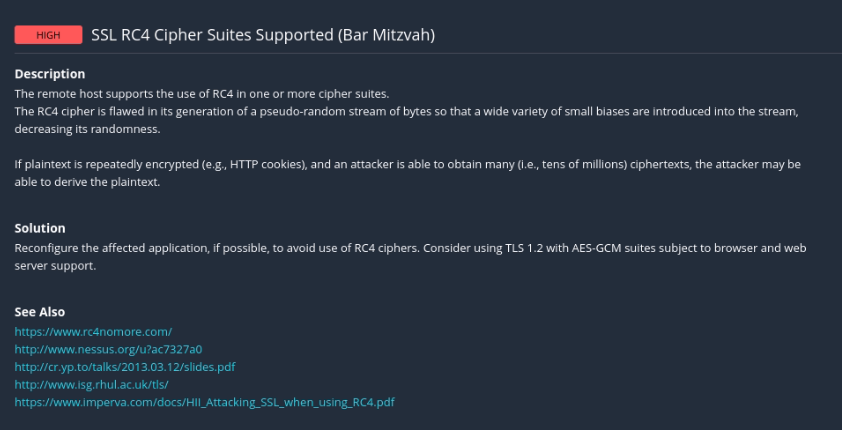 HIGH SSL RC4 Cipher Suites Supported (Bar Mitzvah)
Description
The remote host supports the use of RC4 in one or more cipher suites.
The RC4 cipher is flawed in its generation of a pseudo-random stream of bytes so that a wide variety of small biases are introduced into the stream,
decreasing its randomness.
If plaintext is repeatedly encrypted (e.g., HTTP cookies), and an attacker is able to obtain many (i.e., tens of millions) ciphertexts, the attacker may be
able to derive the plaintext.
Solution
Reconfigure the affected application, if possible, to avoid use of RC4 ciphers. Consider using TLS 1.2 with AES-GCM suites subject to browser and web
server support.
See Also
https://www.rc4nomore.com/
http://www.nessus.org/u?ac7327a0
http://cr.yp.to/talks/2013.03.12/slides.pdf
http://www.isg.rhul.ac.uk/tls/
https://www.imperva.com/docs/HII_Attacking_SSL_when_using_RC4.pdf